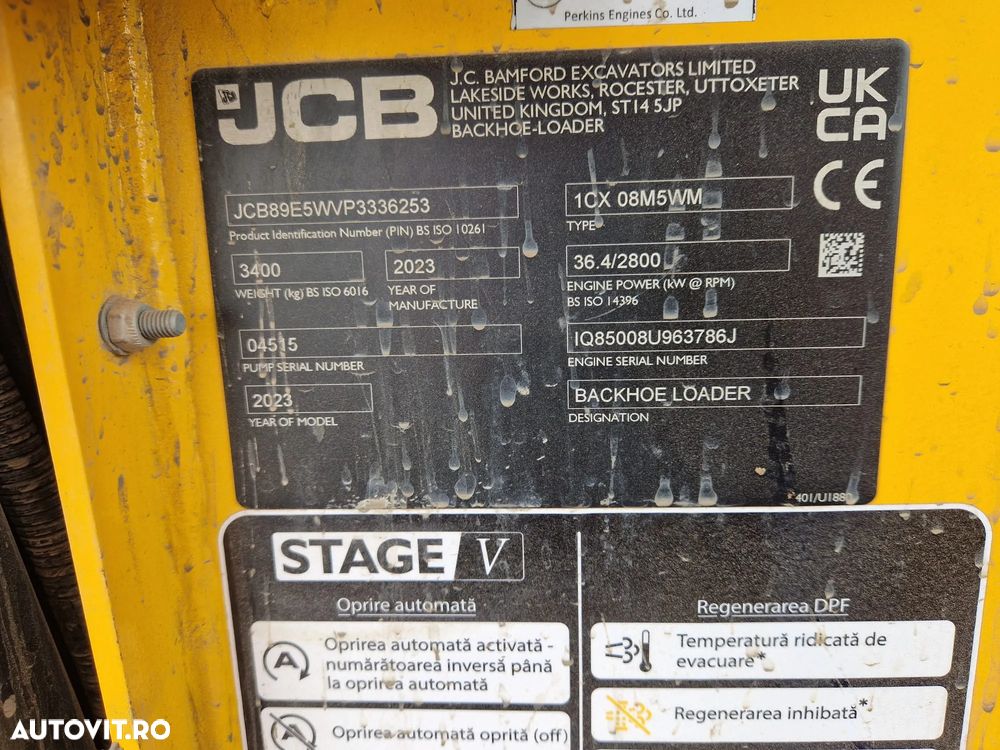 Perkins Engines Co. Ltd.
JCB
J.C. BAMFORD EXCAVATORS LIMITED
LAKESIDE WORKS, ROCESTER, UTTOXETER
UNITED KINGDOM, ST14 5JP
BACKHOE-LOADER
UK
CA
CE
JCB89E5WVP3336253
Product Identification Number (PIN) BS ISO 10261
1CX 08M5WM
TYPE
3400
WEIGHT (kg) BS ISO 6016
2023
YEAR OF
MANUFACTURE
36.4/2800
ENGINE POWER (kW @ RPM)
BS ISO 14396
04515
PUMP SERIAL NUMBER
IQ85008U963786J
ENGINE SERIAL NUMBER
2023
YEAR OF MODEL
BACKHOE LOADER
DESIGNATION
STAGE V
Oprire automată
Oprirea automată activată -
numărătoarea inversă până
la oprirea automată
Oprirea automată oprită (off)
Regenerarea DPF
Temperatură ridicată de
evacuare*
Regenerarea inhibată*
AUTOVIT.RO